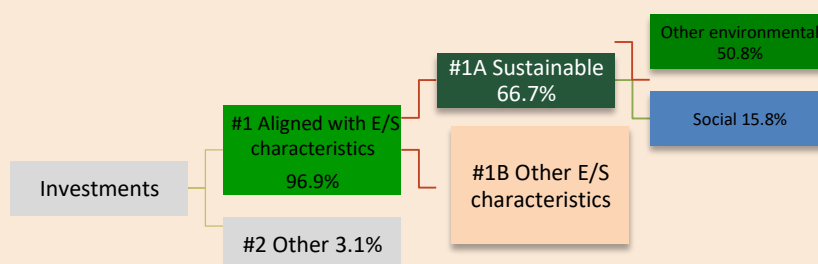 Other environmental
50.8%
#1A Sustainable
66.7%
Social 15.8%
#1 Aligned with E/S
characteristics
96.9%
#1B Other E/S
characteristics
Investments
#2 Other 3.1%